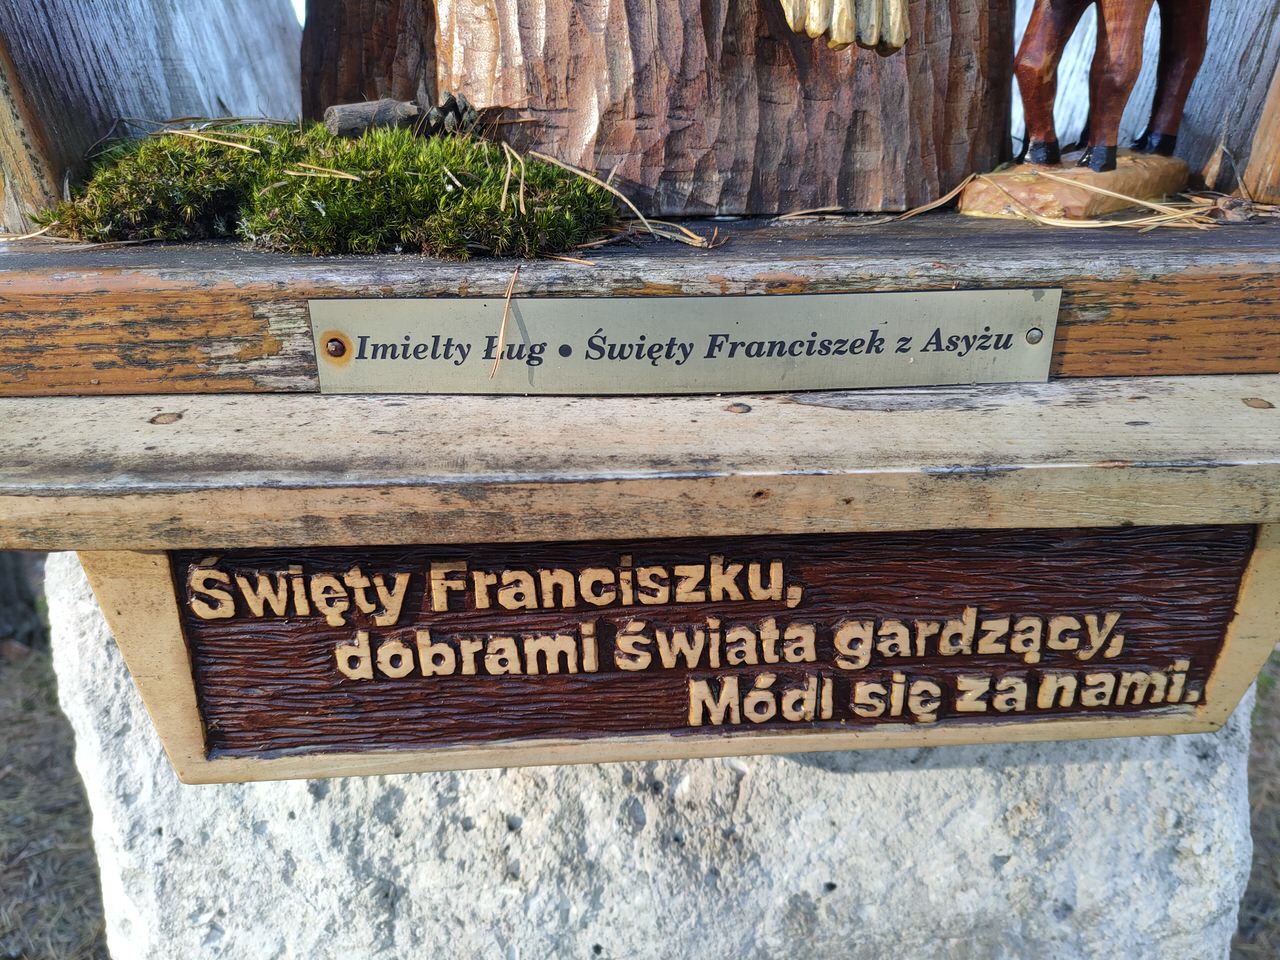 Imielty Ług • Święty Franciszek z Asyżu
Święty Franciszku,
dobrami świata gardzący,
Módl się za nami.